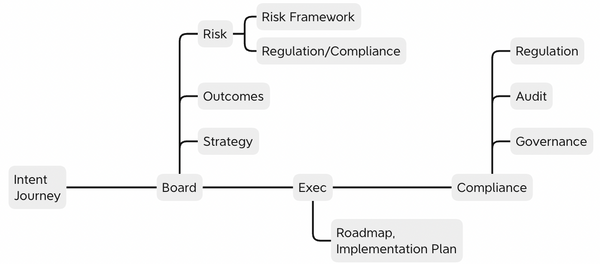 Risk Framework
Risk
Regulation/Compliance
Regulation
Outcomes
Audit
Strategy
Governance
Intent
Journey
Board
Exec
Compliance
Roadmap,
Implementation Plan